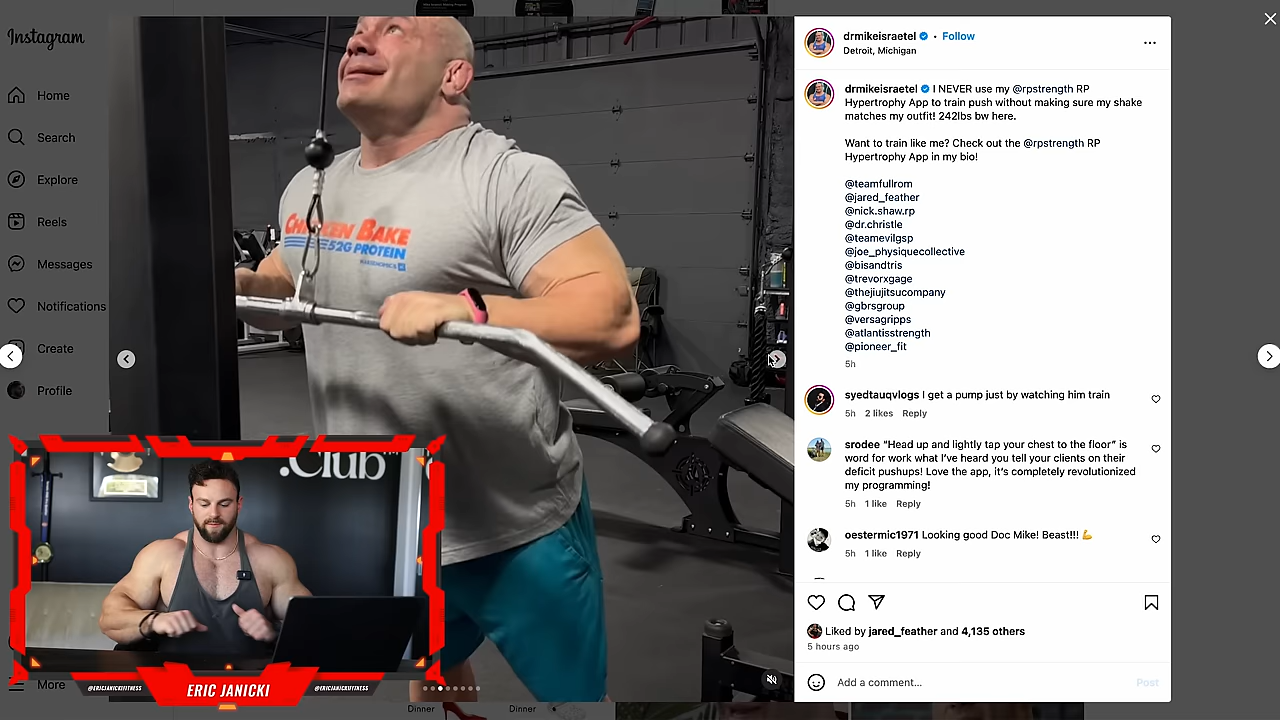 Instagram
Home
Search
Explore
Reels
Messages
Notifications
Create
Profile
More
CHICKEN BAKE
52G PROTEIN
.Club
@ERICJANICKIFITNESS
ERIC JANICKI
@ERICJANICKIFITNESS
Dinner
Dinner
drmikeisraetel • Follow
Detroit, Michigan
drmikeisraetel I NEVER use my @rpstrength RP
Hypertrophy App to train push without making sure my shake
matches my outfit! 242lbs bw here.
Want to train like me? Check out the @rpstrength RP
Hypertrophy App in my bio!
@teamfullrom
@jared_feather
@nick.shaw.rp
@dr.christle
@teamevilgsp
@joe_physiquecollective
@bisandtris
@trevorxgage
@thejiujitsucompany
@gbrsgroup
@versagripps
@atlantisstrength
@pioneer_fit
5h
syedtauqvlogs I get a pump just by watching him train
5h 2 likes Reply
srodee "Head up and lightly tap your chest to the floor" is
word for work what I've heard you tell your clients on their
deficit pushups! Love the app, it's completely revolutionized
my programming!
5h 1 like Reply
oestermic1971 Looking good Doc Mike! Beast!!! 💪
5h 1 like Reply
Liked by jared_feather and 4,135 others
5 hours ago
Add a comment...
Post